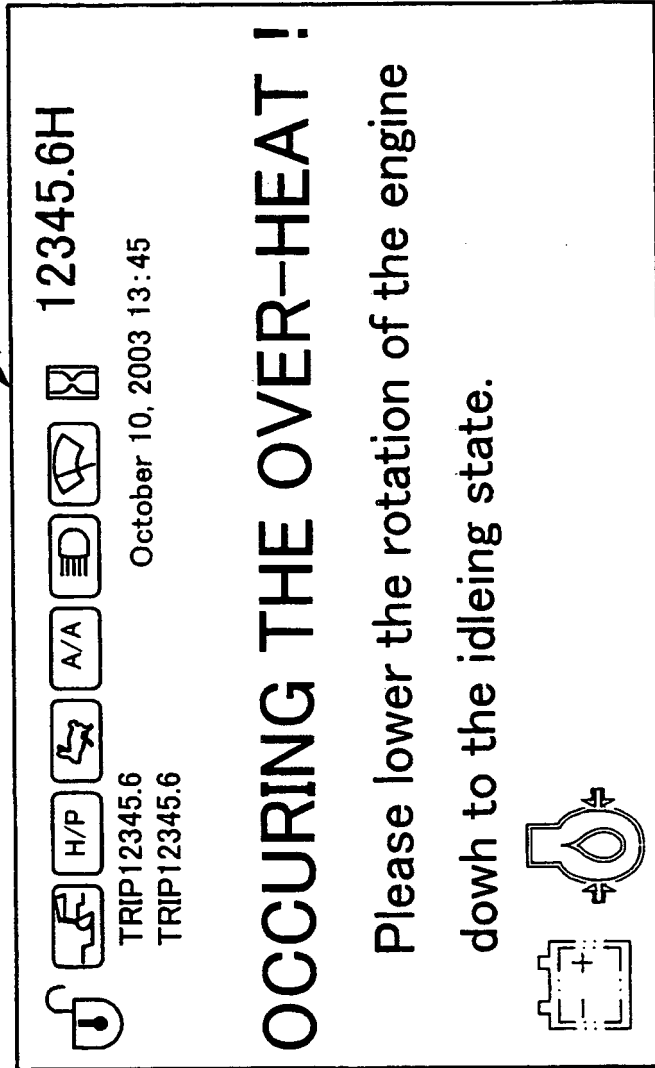 H/P A/A 12345.6H
TRIP12345.6 October 10, 2003 13:45
TRIP12345.6
OCCURING THE OVER-HEAT !
Please lower the rotation of the engine
dowh to the idleing state.